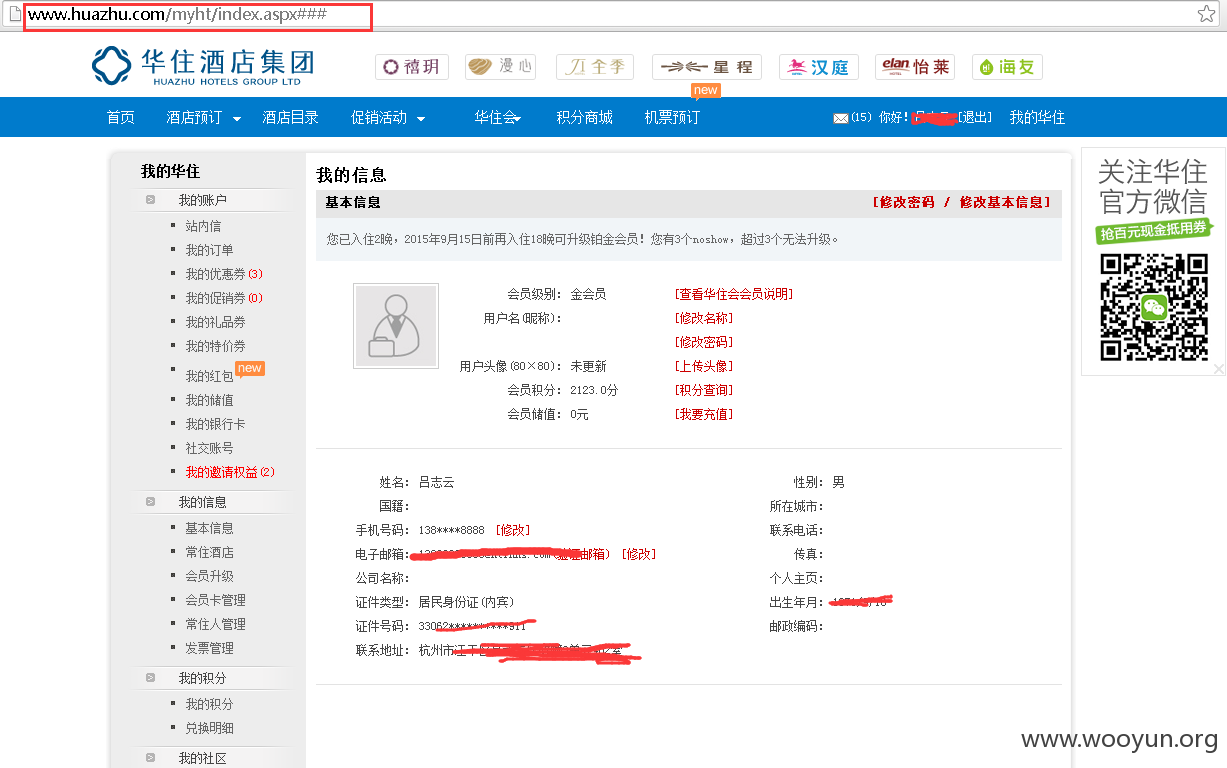 www.huazhu.com/myht/index.aspx###
华住酒店集团
HUAZHU HOTELS GROUP LTD
禧玥 漫心 全季 星程 汉庭 elan 怡莱 海友
new
首页 酒店预订 酒店目录 促销活动 华住会 积分商城 机票预订 (15) 你好! [退出] 我的华住
我的华住
我的账户
站内信
我的订单
我的优惠券(3)
我的促销券(0)
我的礼品券
我的特价券
我的红包 new
我的储值
我的银行卡
社交账号
我的邀请权益(2)
我的信息
基本信息
常住酒店
会员升级
会员卡管理
常住人管理
发票管理
我的积分
我的积分
兑换明细
我的社区
我的信息
基本信息 [修改密码 / 修改基本信息]
您已入住2晚，2016年8月15日前再入住18晚可升级铂金会员！您有3个noshow，超过3个无法升级。
会员级别： 金会员 [查看华住会会员说明]
用户名(昵称)： [修改名称]
[修改密码]
用户头像(80×80)： 未更新 [上传头像]
会员积分： 2123.0分 [积分查询]
会员储值： 0元 [我要充值]
姓名： 吕志云 性别： 男
国籍： 所在城市：
手机号码： 138****8888 [修改] 联系电话：
电子邮箱： 邮箱) [修改] 传真：
公司名称： 个人主页：
证件类型： 居民身份证(内宾) 出生年月：
证件号码： 33062**********911 邮政编码：
联系地址： 杭州市江干区
关注华住
官方微信
抢百元现金抵用券
www.wooyun.org